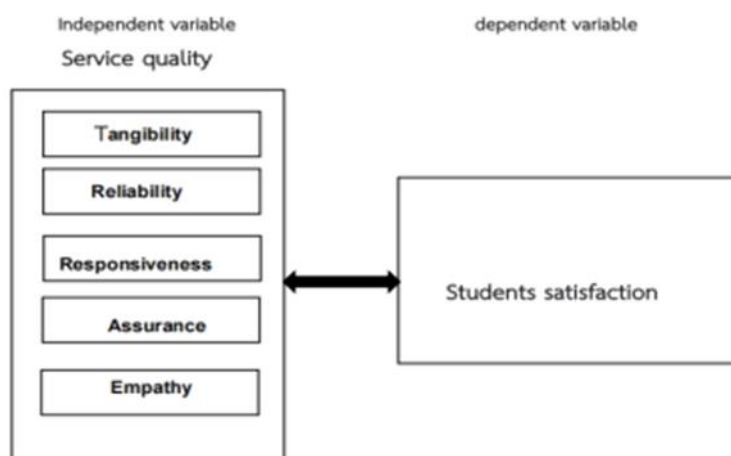 Independent variable
dependent variable
Service quality
Tangibility
Reliability
Responsiveness
Assurance
Empathy
Students satisfaction